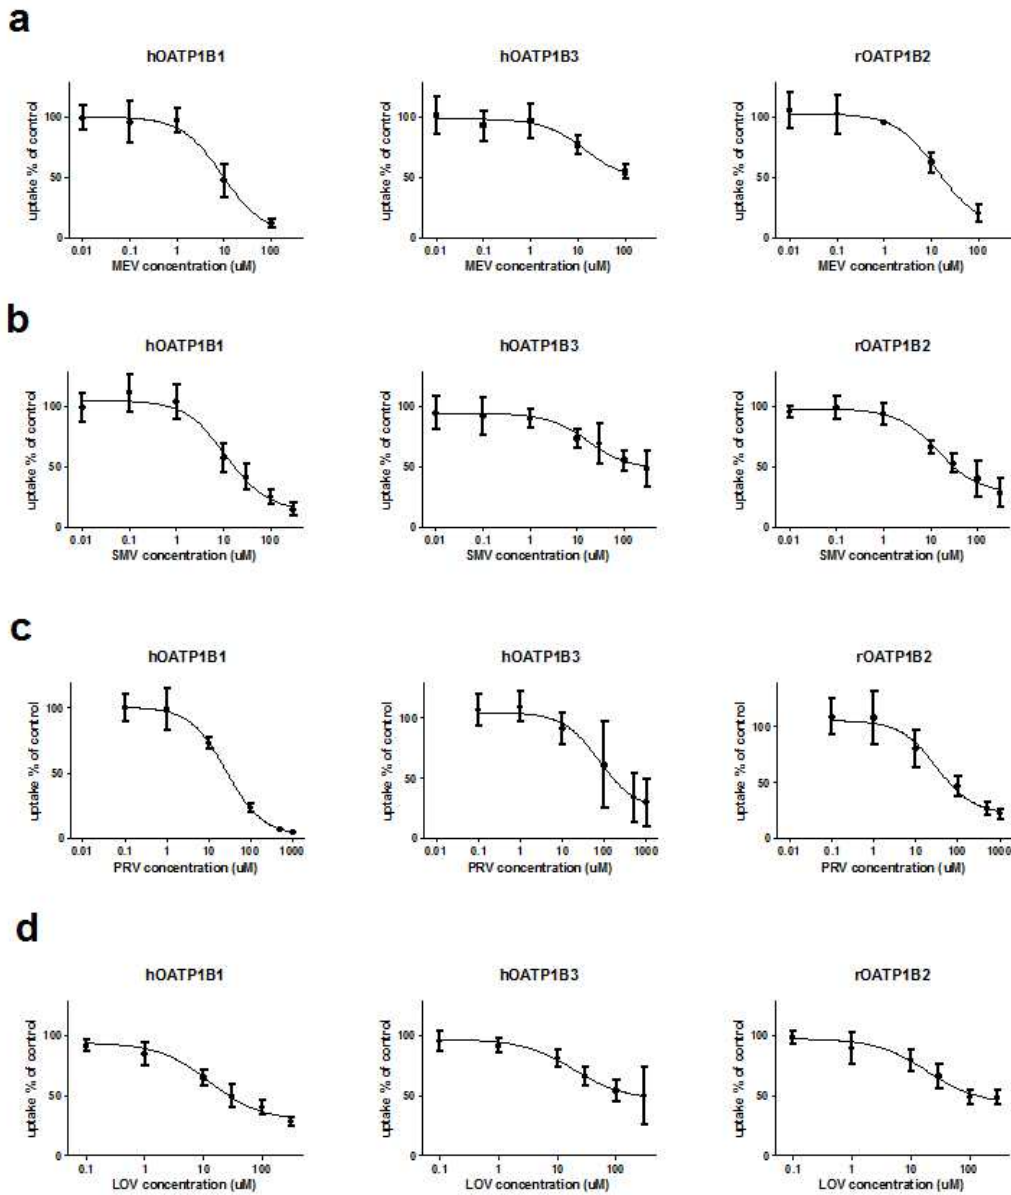 a
hOATP1B1
hOATP1B3
rOATP1B2
uptake % of control
100
50
0
0.01 0.1 1 10 100
MEV concentration (uM)
uptake % of control
100
50
0
0.01 0.1 1 10 100
MEV concentration (uM)
uptake % of control
100
50
0
0.01 0.1 1 10 100
MEV concentration (uM)
b
hOATP1B1
hOATP1B3
rOATP1B2
uptake % of control
100
50
0
0.01 0.1 1 10 100
SMV concentration (uM)
uptake % of control
100
50
0
0.01 0.1 1 10 100
SMV concentration (uM)
uptake % of control
100
50
0
0.01 0.1 1 10 100
SMV concentration (uM)
c
hOATP1B1
hOATP1B3
rOATP1B2
uptake % of control
100
50
0
0.01 0.1 1 10 100 1000
PRV concentration (uM)
uptake % of control
100
50
0
0.01 0.1 1 10 100 1000
PRV concentration (uM)
uptake % of control
100
50
0
0.01 0.1 1 10 100 1000
PRV concentration (uM)
d
hOATP1B1
hOATP1B3
rOATP1B2
uptake % of control
100
50
0
0.1 1 10 100
LOV concentration (uM)
uptake % of control
100
50
0
0.1 1 10 100
LOV concentration (uM)
uptake % of control
100
50
0
0.1 1 10 100
LOV concentration (uM)